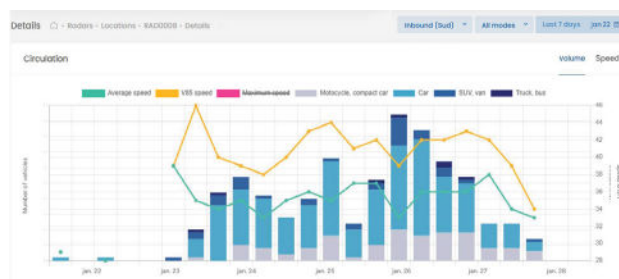 Details > Radars > Locations > RAD0008 > Details
Inbound (Sud) All modes Last 7 days jan 22
Circulation
Volume Speed
Average speed V85 speed Maximum speed Motocycle, compact car Car SUV, van Truck, bus
Number of vehicles
46
44
42
40
38
36
34
32
30
28
jan. 22 jan. 23 jan. 24 jan. 25 jan. 26 jan. 27 jan. 28